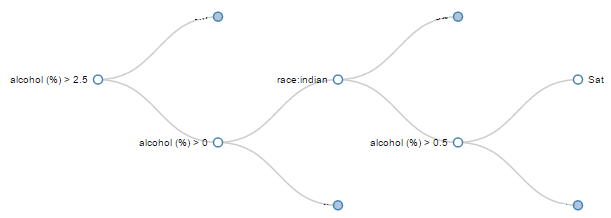 alcohol (%) > 2.5
race:indian
Sat
alcohol (%) > 0
alcohol (%) > 0.5